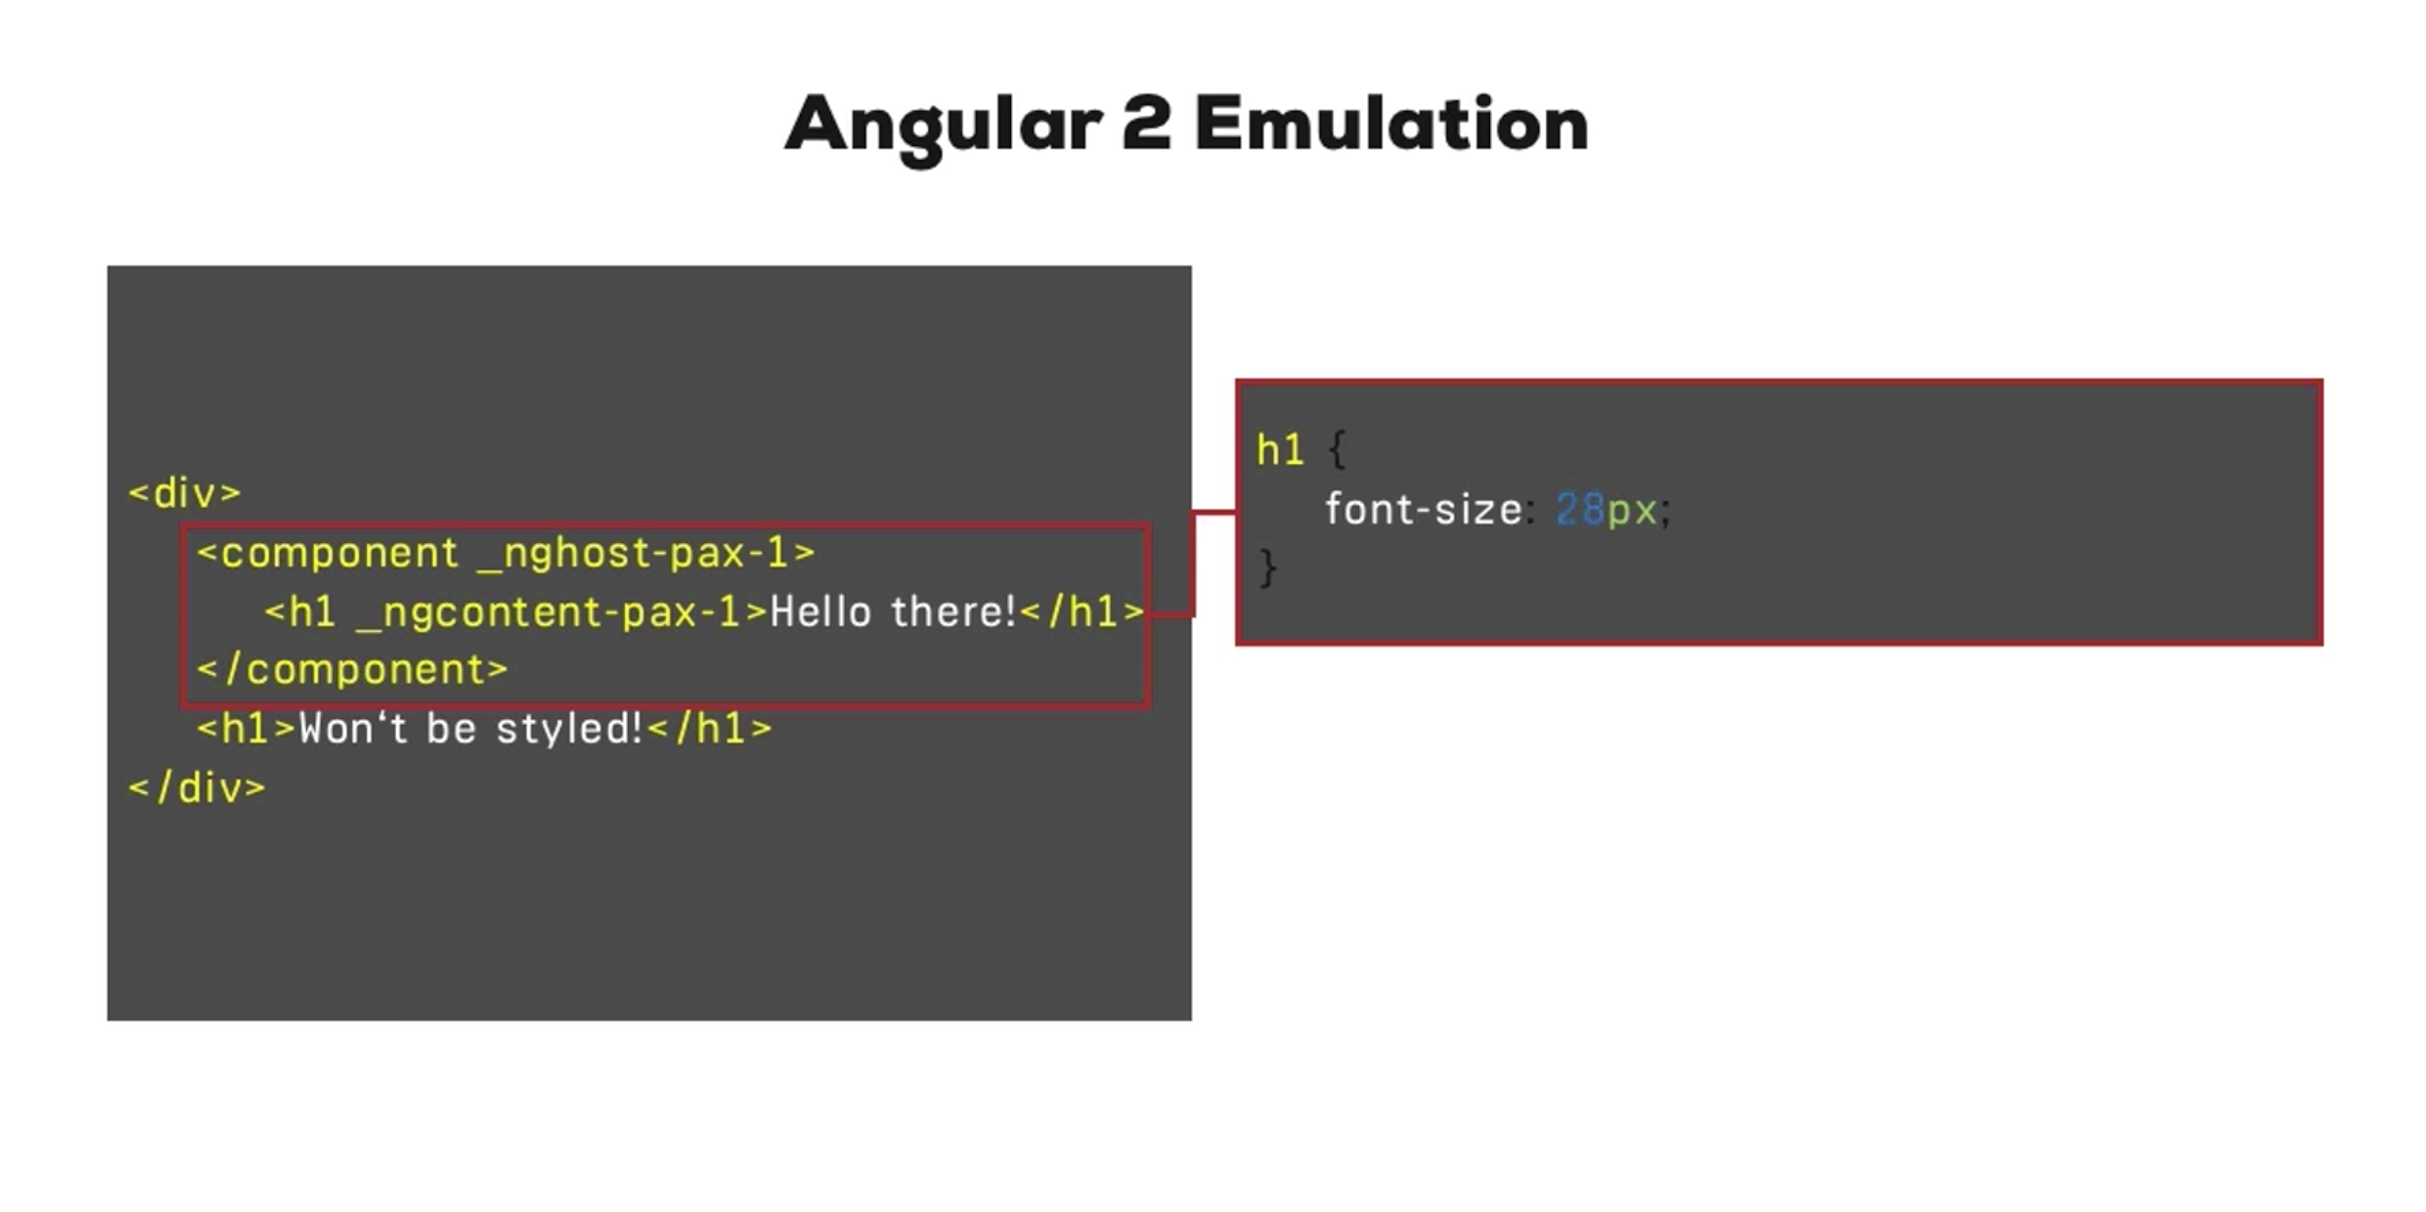 Angular 2 Emulation
<div>
<component _nghost-pax-1>
<h1 _ngcontent-pax-1>Hello there!</h1>
</component>
<h1>Won‘t be styled!</h1>
</div>
h1 {
font-size: 28px;
}